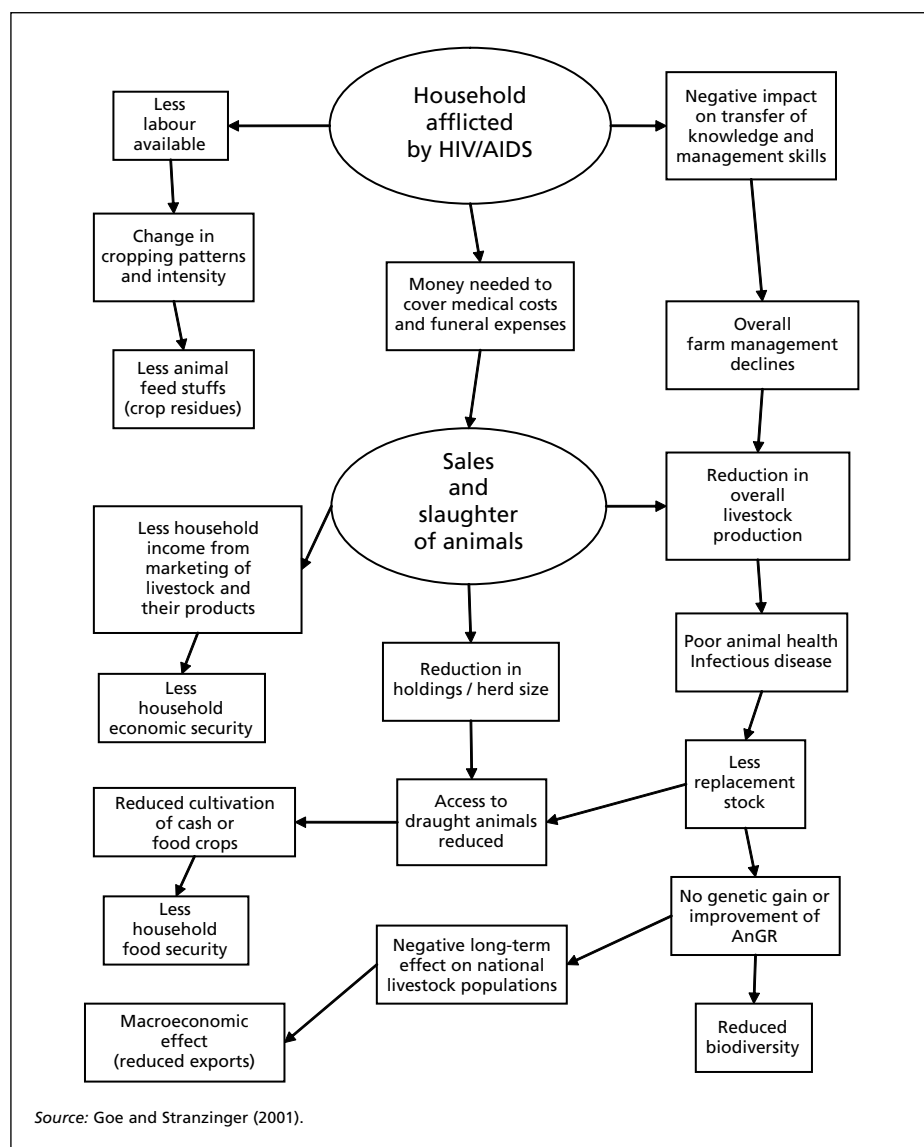 Household
afflicted
by HIV/AIDS
Less
labour
available
Negative impact
on transfer of
knowledge and
management skills
Change in
cropping patterns
and intensity
Money needed to
cover medical costs
and funeral expenses
Overall
farm management
declines
Less animal
feed stuffs
(crop residues)
Sales
and
slaughter
of animals
Reduction in
overall
livestock
production
Less household
income from
marketing of
livestock and
their products
Poor animal health
Infectious disease
Reduction in
holdings / herd size
Less
household
economic security
Less
replacement
stock
Access to
draught animals
reduced
Reduced cultivation
of cash or
food crops
No genetic gain or
improvement of
AnGR
Less
household
food security
Negative long-term
effect on national
livestock populations
Macroeconomic
effect
(reduced exports)
Reduced
biodiversity
Source: Goe and Stranzinger (2001).